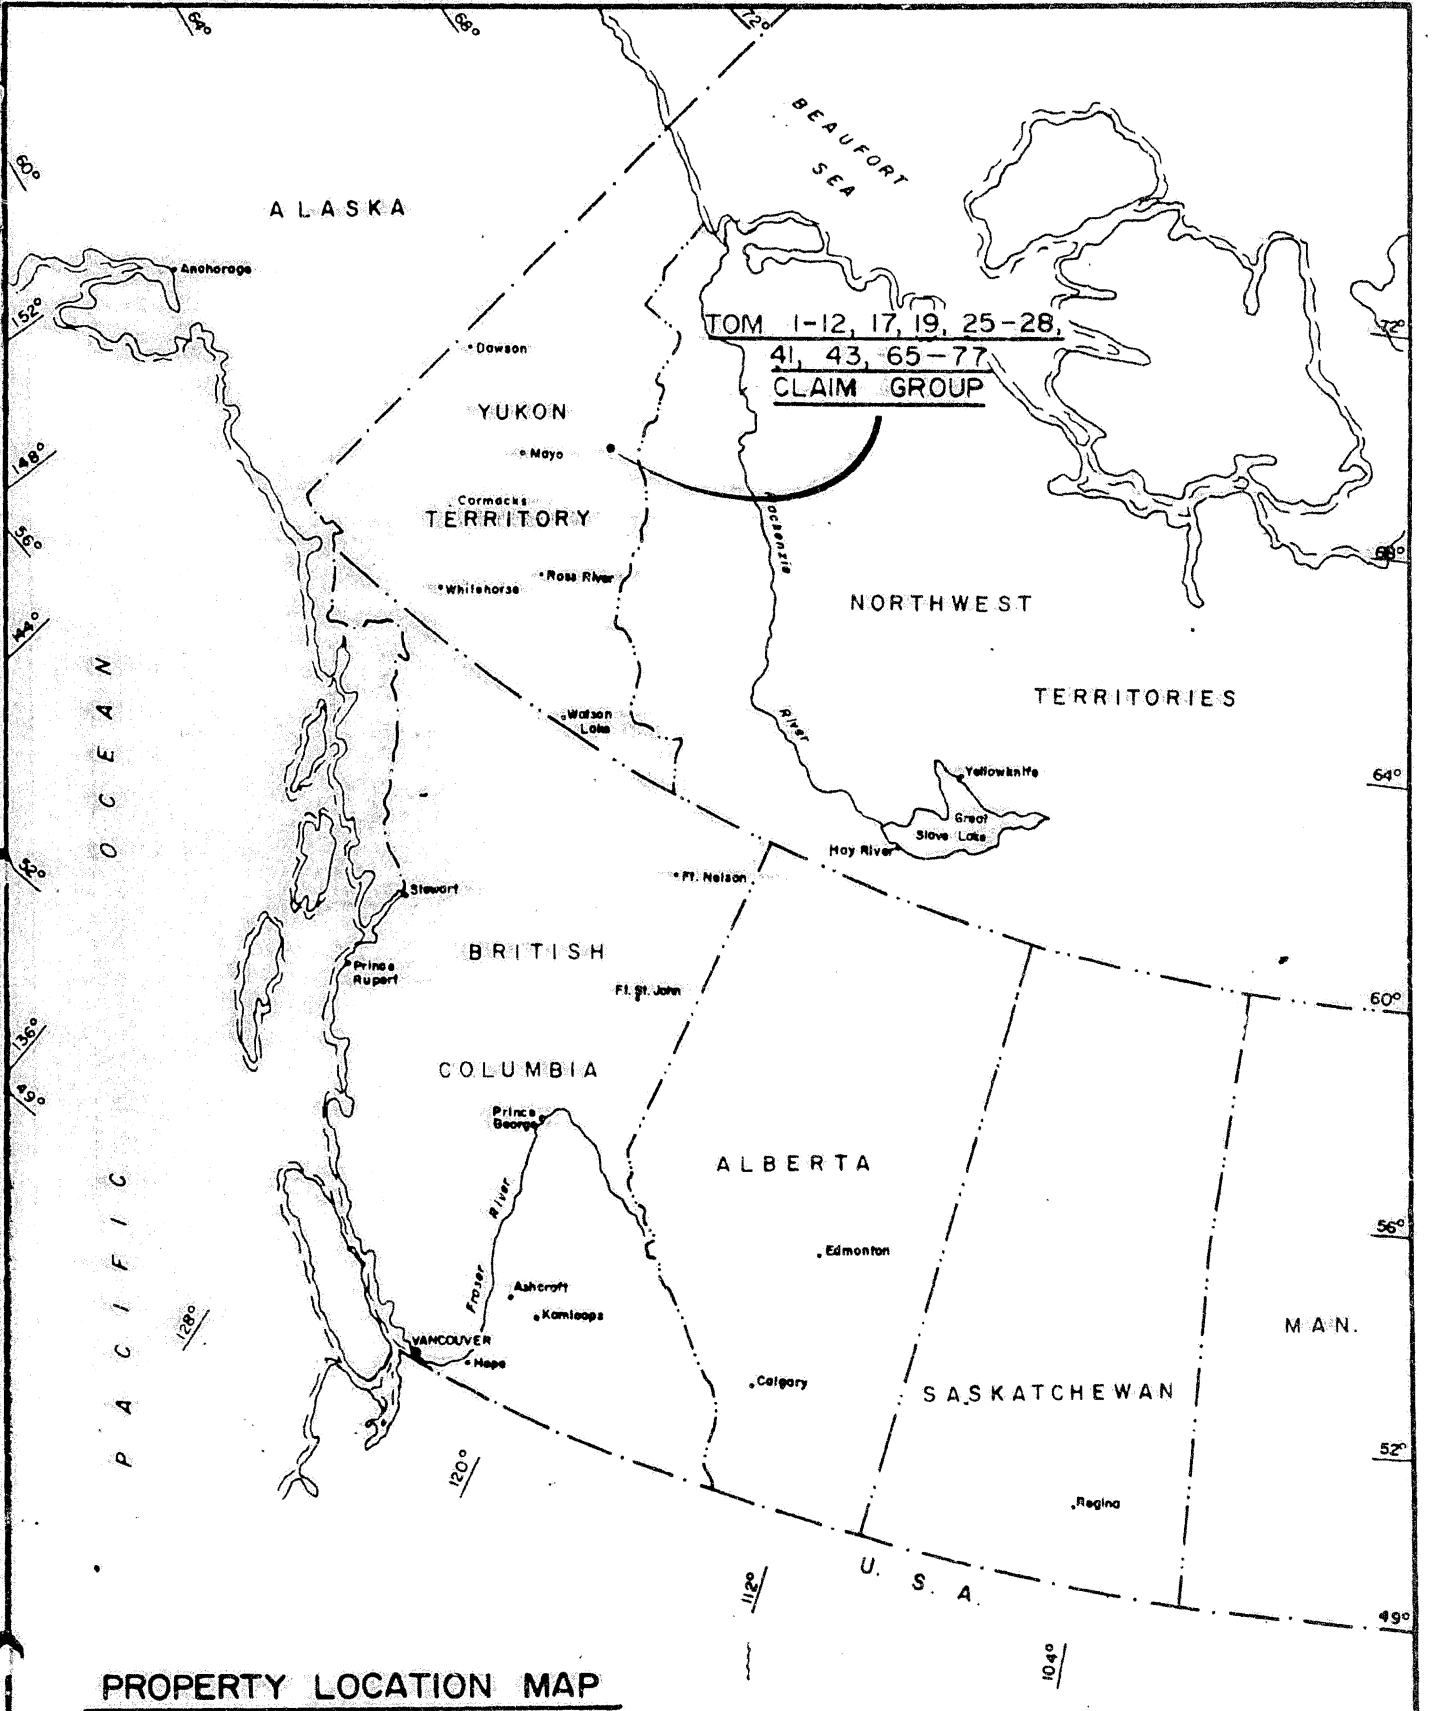 64°
68°
72°
BEAUFORT
SEA
60°
ALASKA
Anchorage
152°
TOM 1-12, 17, 19, 25-28,
41, 43, 65-77
CLAIM GROUP
72°
Dawson
YUKON
Mayo
148°
Carmacks
TERRITORY
Mackenzie
56°
68°
Ross River
Whitehorse
NORTHWEST
144°
TERRITORIES
Watson
Lake
River
Yellowknife
64°
Great
Slave Lake
Hay River
52°
Ft. Nelson
Stewart
BRITISH
Prince
Rupert
Ft. St. John
60°
136°
COLUMBIA
49°
Prince
George
ALBERTA
River
56°
Edmonton
Fraser
Ashcroft
Kamloops
128°
VANCOUVER
Hope
MAN.
Calgary
SASKATCHEWAN
PACIFIC OCEAN
52°
120°
Regina
U. S. A.
112°
49°
104°
PROPERTY LOCATION MAP